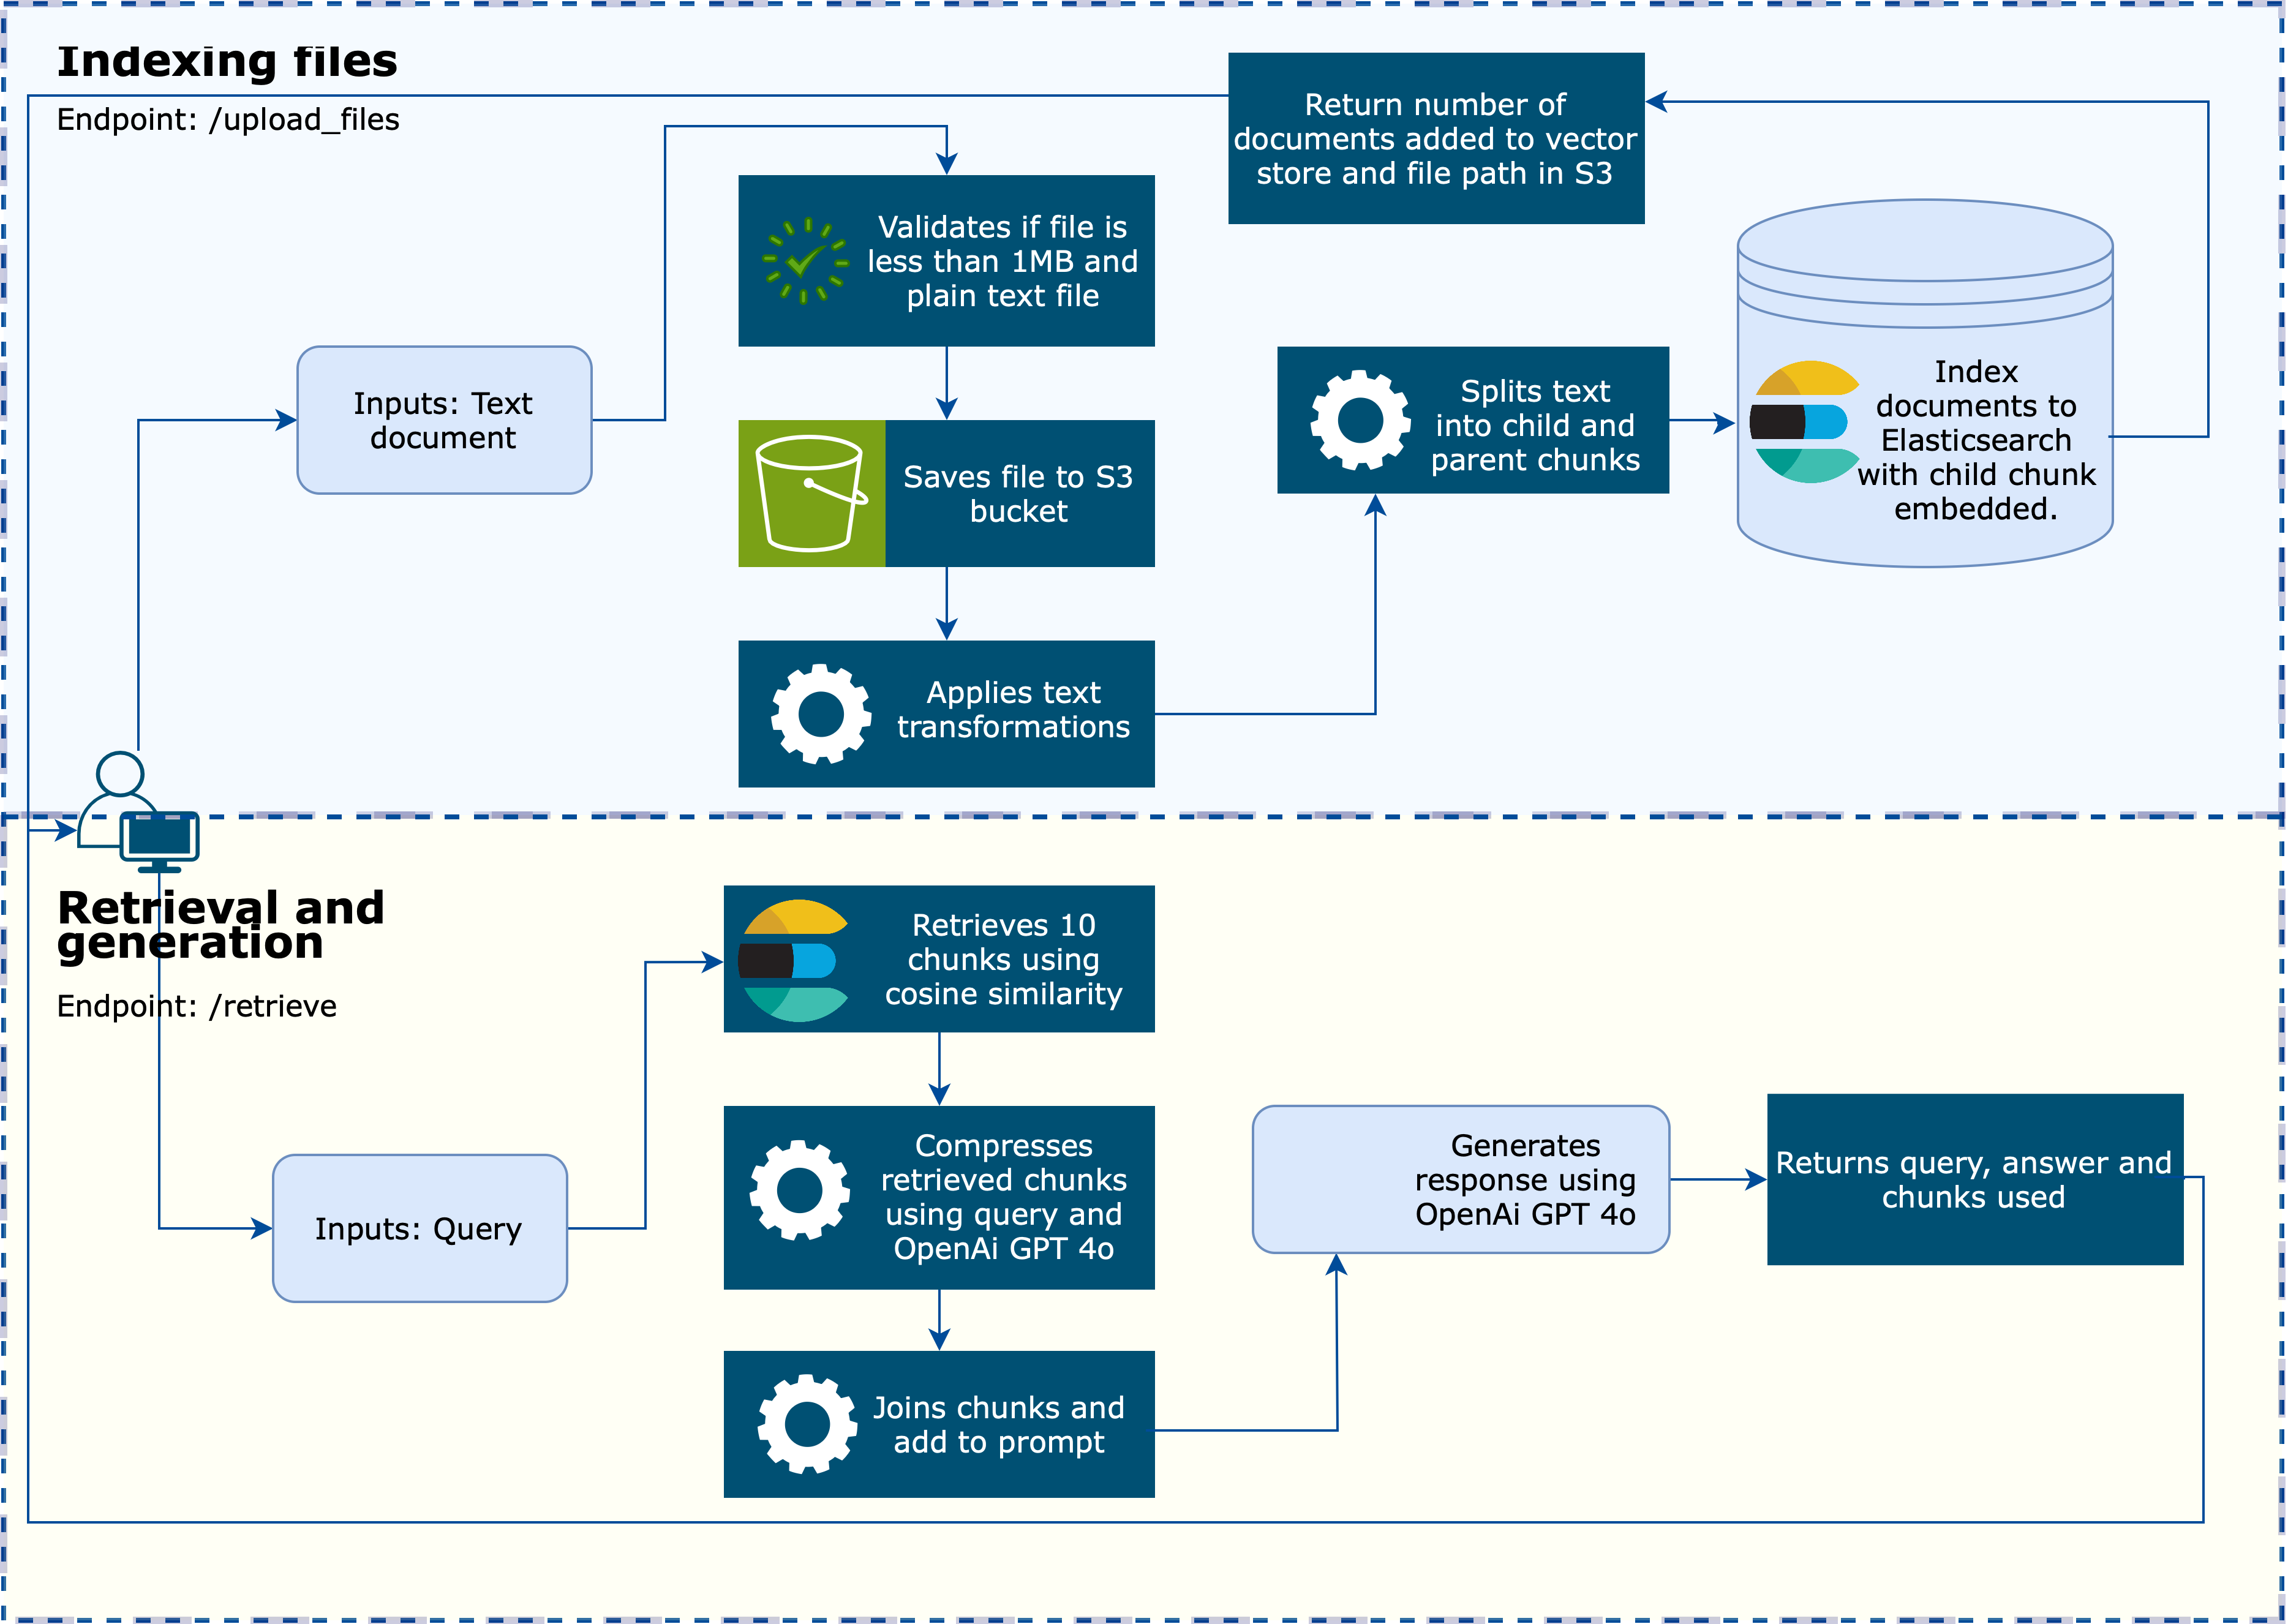 Indexing files
Endpoint: /upload_files
Return number of
documents added to vector
store and file path in S3
Validates if file is
less than 1MB and
plain text file
Inputs: Text
document
Saves file to S3
bucket
Applies text
transformations
Splits text
into child and
parent chunks
Index
documents to
Elasticsearch
with child chunk
embedded.
Retrieval and
generation
Endpoint: /retrieve
Inputs: Query
Retrieves 10
chunks using
cosine similarity
Compresses
retrieved chunks
using query and
OpenAi GPT 4o
Joins chunks and
add to prompt
Generates
response using
OpenAi GPT 4o
Returns query, answer and
chunks used